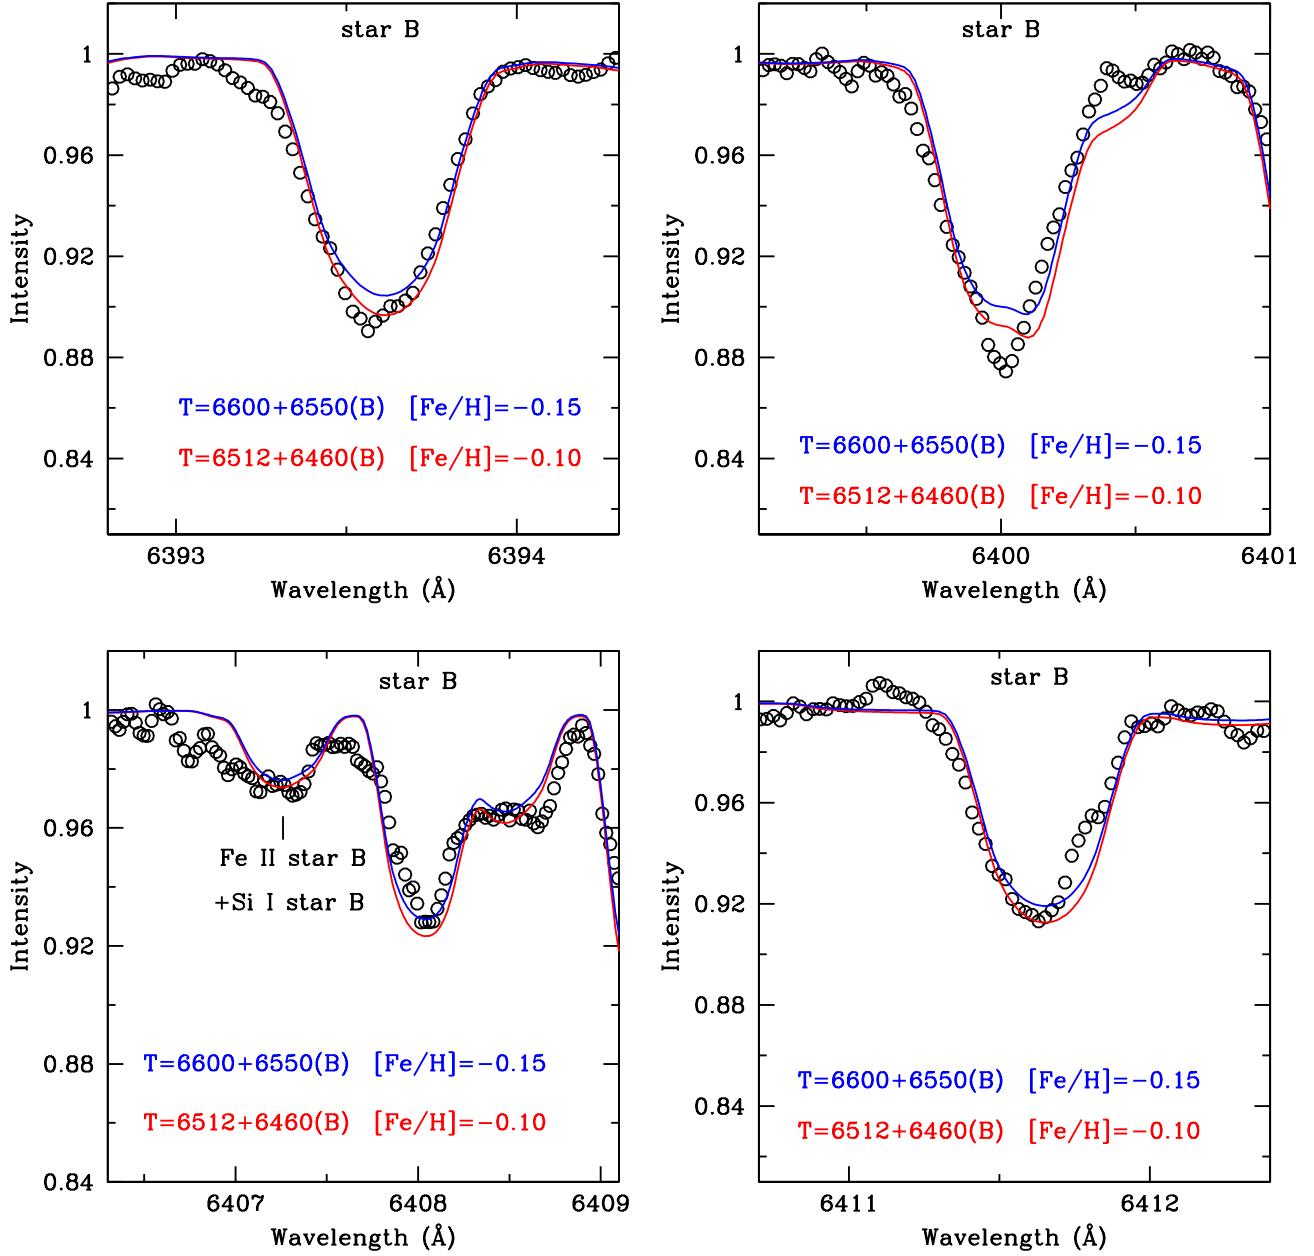 star B
1
0.96
0.92
0.88
0.84
Intensity
T=6600+6550(B) [Fe/H]=−0.15
T=6512+6460(B) [Fe/H]=−0.10
6393
6394
Wavelength (Å)
star B
1
0.96
0.92
0.88
0.84
Intensity
T=6600+6550(B) [Fe/H]=−0.15
T=6512+6460(B) [Fe/H]=−0.10
6400
6401
Wavelength (Å)
star B
1
0.96
0.92
0.88
0.84
Intensity
Fe II star B
+Si I star B
T=6600+6550(B) [Fe/H]=−0.15
T=6512+6460(B) [Fe/H]=−0.10
6407
6408
6409
Wavelength (Å)
star B
1
0.96
0.92
0.88
0.84
Intensity
T=6600+6550(B) [Fe/H]=−0.15
T=6512+6460(B) [Fe/H]=−0.10
6411
6412
Wavelength (Å)